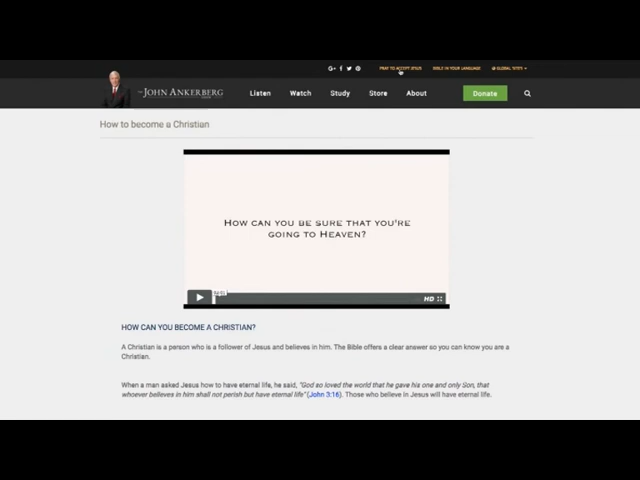 PRAY TO ACCEPT JESUS BIBLE IN YOUR LANGUAGE GLOBAL SITES
JOHN ANKERBERG
Listen Watch Study Store About Donate
How to become a Christian
HOW CAN YOU BE SURE THAT YOU'RE
GOING TO HEAVEN?
HD
HOW CAN YOU BECOME A CHRISTIAN?
A Christian is a person who is a follower of Jesus and believes in him. The Bible offers a clear answer so you can know you are a
Christian.
When a man asked Jesus how to have eternal life, he said, "God so loved the world that he gave his one and only Son, that
whoever believes in him shall not perish but have eternal life" (John 3:16). Those who believe in Jesus will have eternal life.